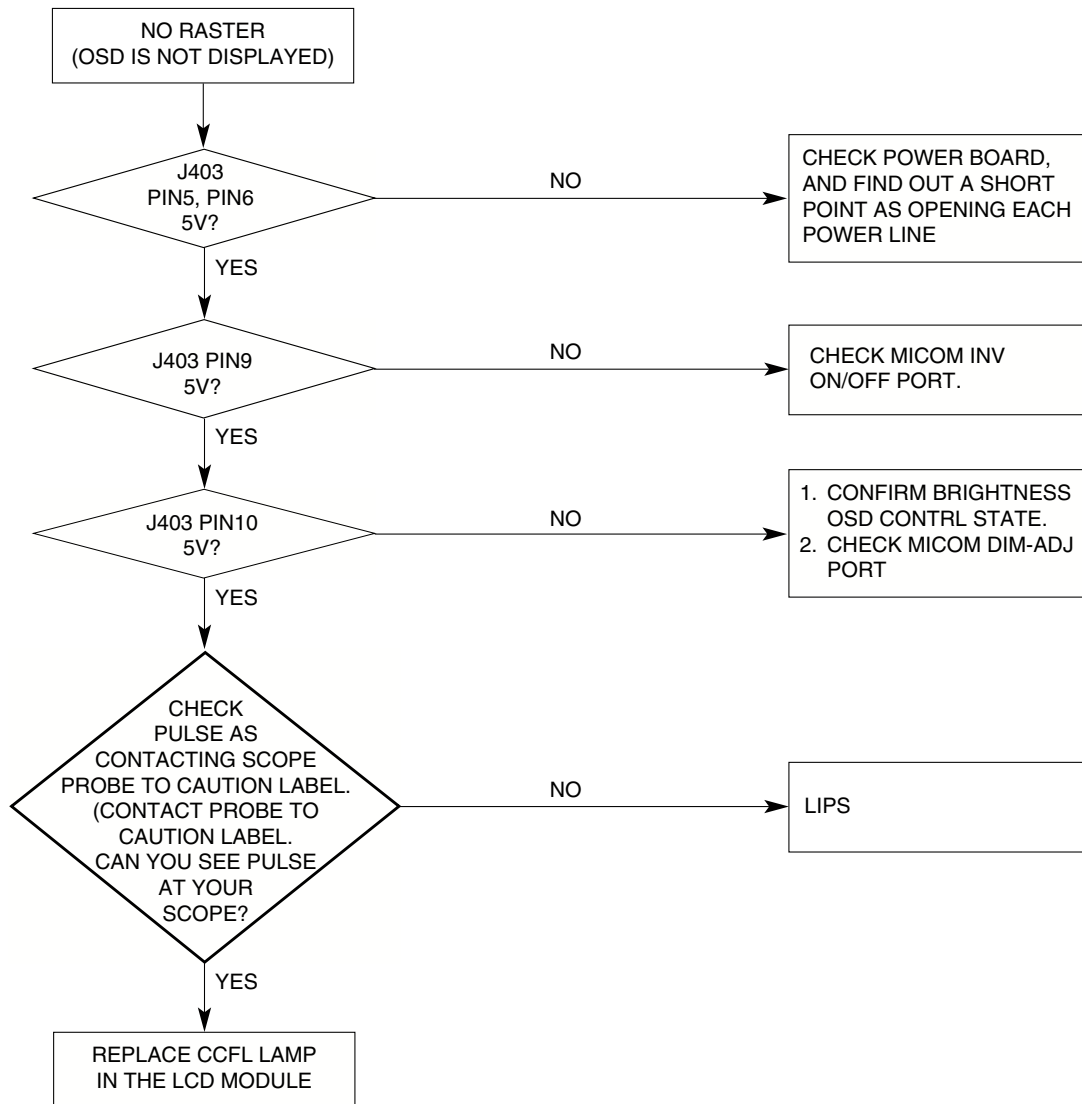 NO RASTER
(OSD IS NOT DISPLAYED)
J403
PIN5, PIN6
5V?
NO
CHECK POWER BOARD,
AND FIND OUT A SHORT
POINT AS OPENING EACH
POWER LINE
YES
J403 PIN9
5V?
NO
CHECK MICOM INV
ON/OFF PORT.
YES
J403 PIN10
5V?
NO
1. CONFIRM BRIGHTNESS
OSD CONTRL STATE.
2. CHECK MICOM DIM-ADJ
PORT
YES
CHECK
PULSE AS
CONTACTING SCOPE
PROBE TO CAUTION LABEL.
(CONTACT PROBE TO
CAUTION LABEL.
CAN YOU SEE PULSE
AT YOUR
SCOPE?
NO
LIPS
YES
REPLACE CCFL LAMP
IN THE LCD MODULE